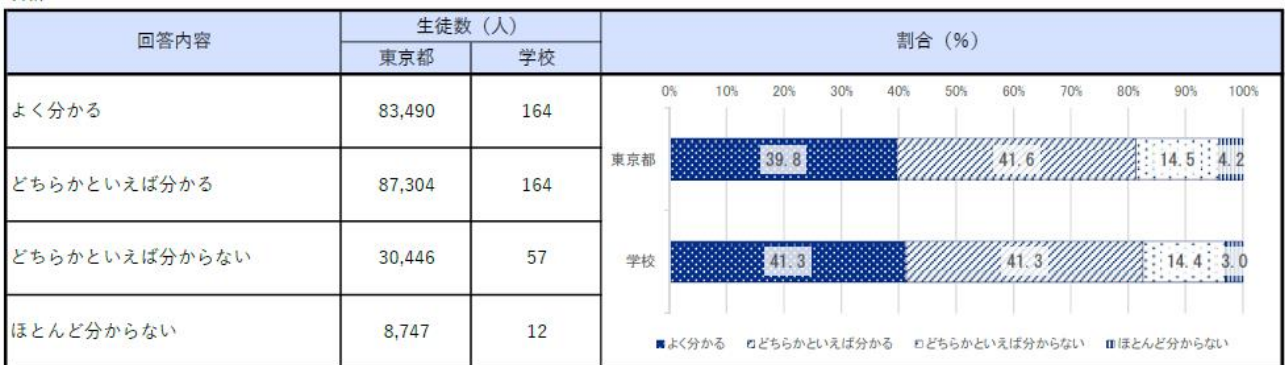 回答内容
生徒数（人）
割合（%）
東京都
学校
よく分かる
83,490
164
どちらかといえば分かる
87,304
164
どちらかといえば分からない
30,446
57
ほとんど分からない
8,747
12
0% 10% 20% 30% 40% 50% 60% 70% 80% 90% 100%
東京都 39.8 41.6 14.5 4.2
学校 41.3 41.3 14.4 3.0
よく分かる どちらかといえば分かる どちらかといえば分からない ほとんど分からない